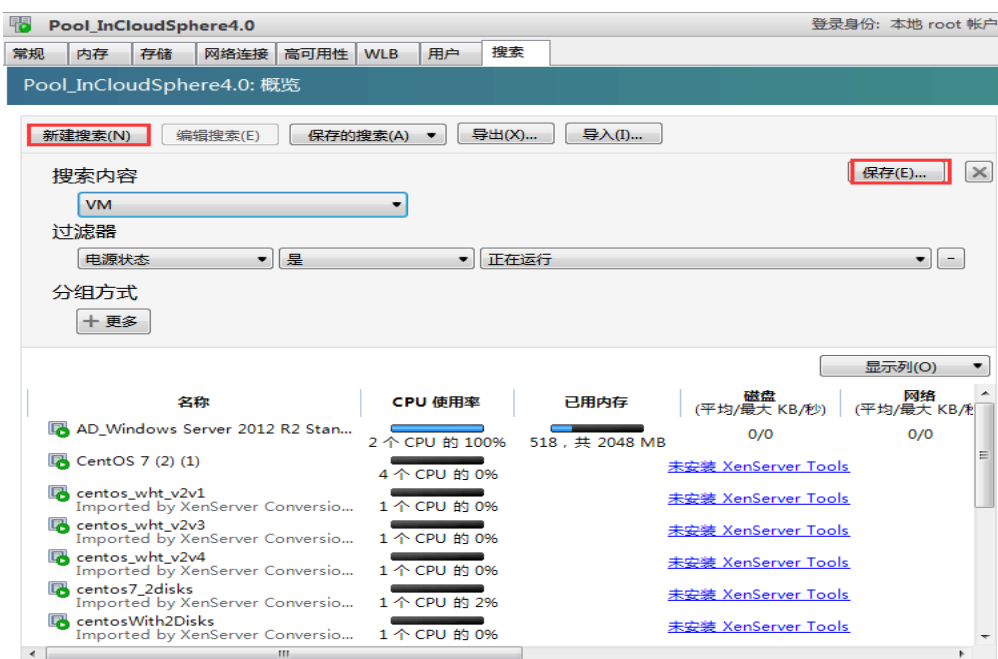 Pool_InCloudSphere4.0 登录身份: 本地 root 帐户
常规 内存 存储 网络连接 高可用性 WLB 用户 搜索
Pool_InCloudSphere4.0: 概览
新建搜索(N) 编辑搜索(E) 保存的搜索(A) 导出(X)... 导入(I)...
搜索内容 保存(E)...
VM
过滤器
电源状态 是 正在运行
分组方式
更多
显示列(O)
名称 CPU 使用率 已用内存 磁盘 网络
(平均/最大 KB/秒) (平均/最大 KB/秒
AD_Windows Server 2012 R2 Stan... 2 个 CPU 的 100% 518，共 2048 MB 0/0 0/0
CentOS 7 (2) (1) 4 个 CPU 的 0% 未安装 XenServer Tools
centos_wht_v2v1
Imported by XenServer Conversio... 1 个 CPU 的 0% 未安装 XenServer Tools
centos_wht_v2v3
Imported by XenServer Conversio... 1 个 CPU 的 0% 未安装 XenServer Tools
centos_wht_v2v4
Imported by XenServer Conversio... 1 个 CPU 的 0% 未安装 XenServer Tools
centos7_2disks
Imported by XenServer Conversio... 1 个 CPU 的 2% 未安装 XenServer Tools
centosWith2Disks
Imported by XenServer Conversio... 1 个 CPU 的 0% 未安装 XenServer Tools